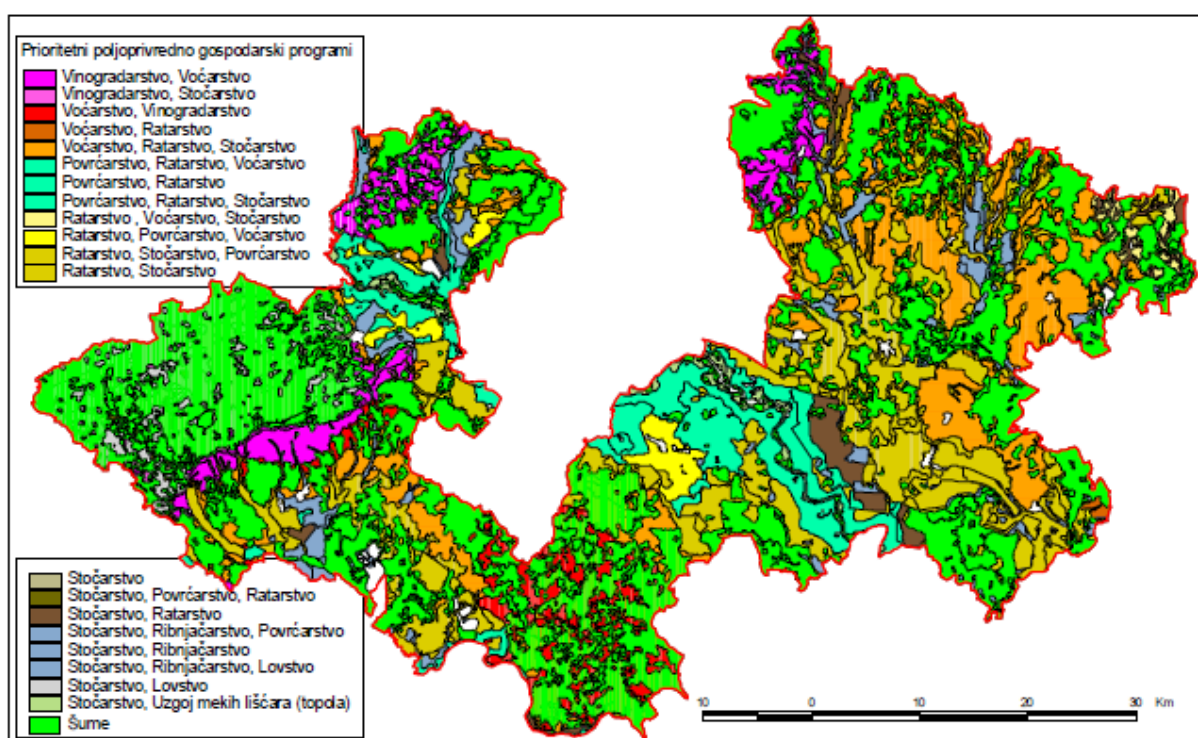 Prioritetni poljoprivredno gospodarski programi
Vinogradarstvo, Voćarstvo
Vinogradarstvo, Stočarstvo
Voćarstvo, Vinogradarstvo
Voćarstvo, Ratarstvo
Voćarstvo, Ratarstvo, Stočarstvo
Povrćarstvo, Ratarstvo, Voćarstvo
Povrćarstvo, Ratarstvo
Povrćarstvo, Ratarstvo, Stočarstvo
Ratarstvo , Voćarstvo, Stočarstvo
Ratarstvo, Povrćarstvo, Voćarstvo
Ratarstvo, Stočarstvo, Povrćarstvo
Ratarstvo, Stočarstvo
Stočarstvo
Stočarstvo, Povrćarstvo, Ratarstvo
Stočarstvo, Ratarstvo
Stočarstvo, Ribnjačarstvo, Povrćarstvo
Stočarstvo, Ribnjačarstvo
Stočarstvo, Ribnjačarstvo, Lovstvo
Stočarstvo, Lovstvo
Stočarstvo, Uzgoj mekih lišćara (topola)
Šume
10 0 10 20 30 Km